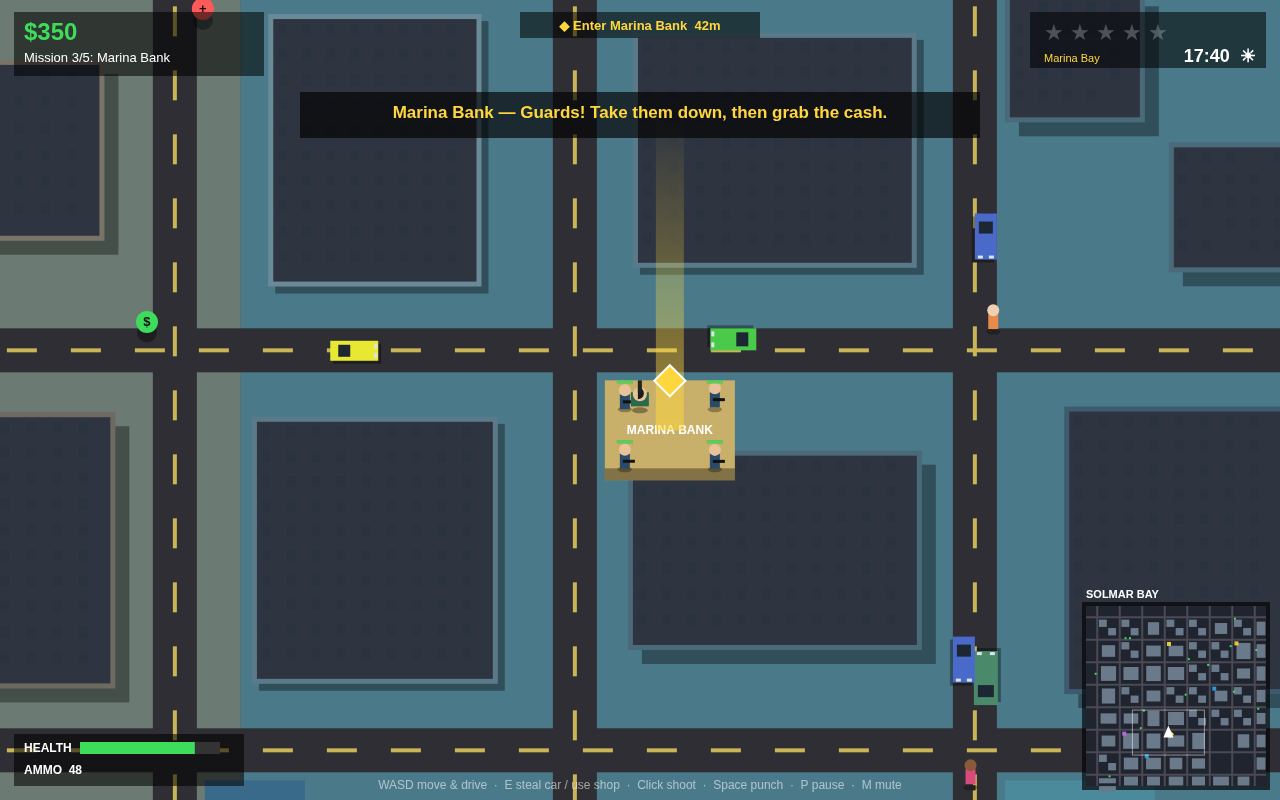 $350
Mission 3/5: Marina Bank
+
◆ Enter Marina Bank 42m
★ ★ ★ ★ ★
Marina Bay 17:40 ☀
Marina Bank — Guards! Take them down, then grab the cash.
$
MARINA BANK
SOLMAR BAY
HEALTH
AMMO 48
WASD move & drive · E steal car / use shop · Click shoot · Space punch · P pause · M mute